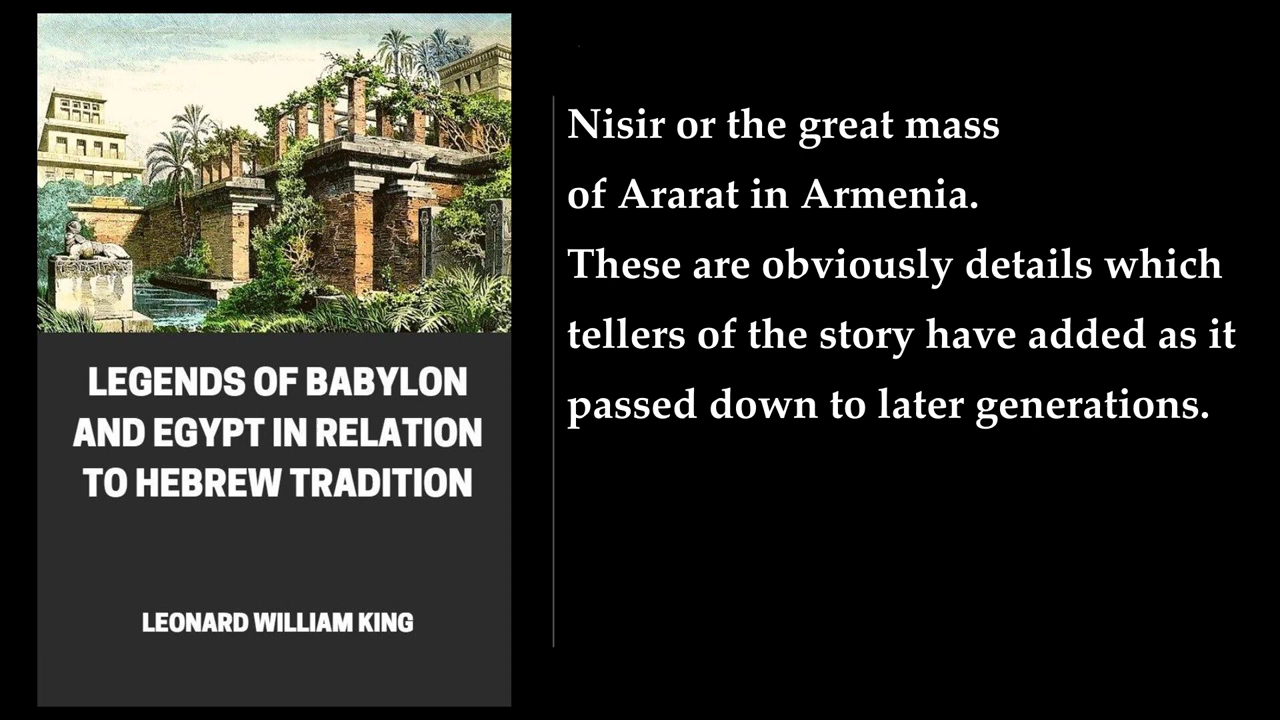 LEGENDS OF BABYLON
AND EGYPT IN RELATION
TO HEBREW TRADITION
LEONARD WILLIAM KING
Nisir or the great mass
of Ararat in Armenia.
These are obviously details which
tellers of the story have added as it
passed down to later generations.